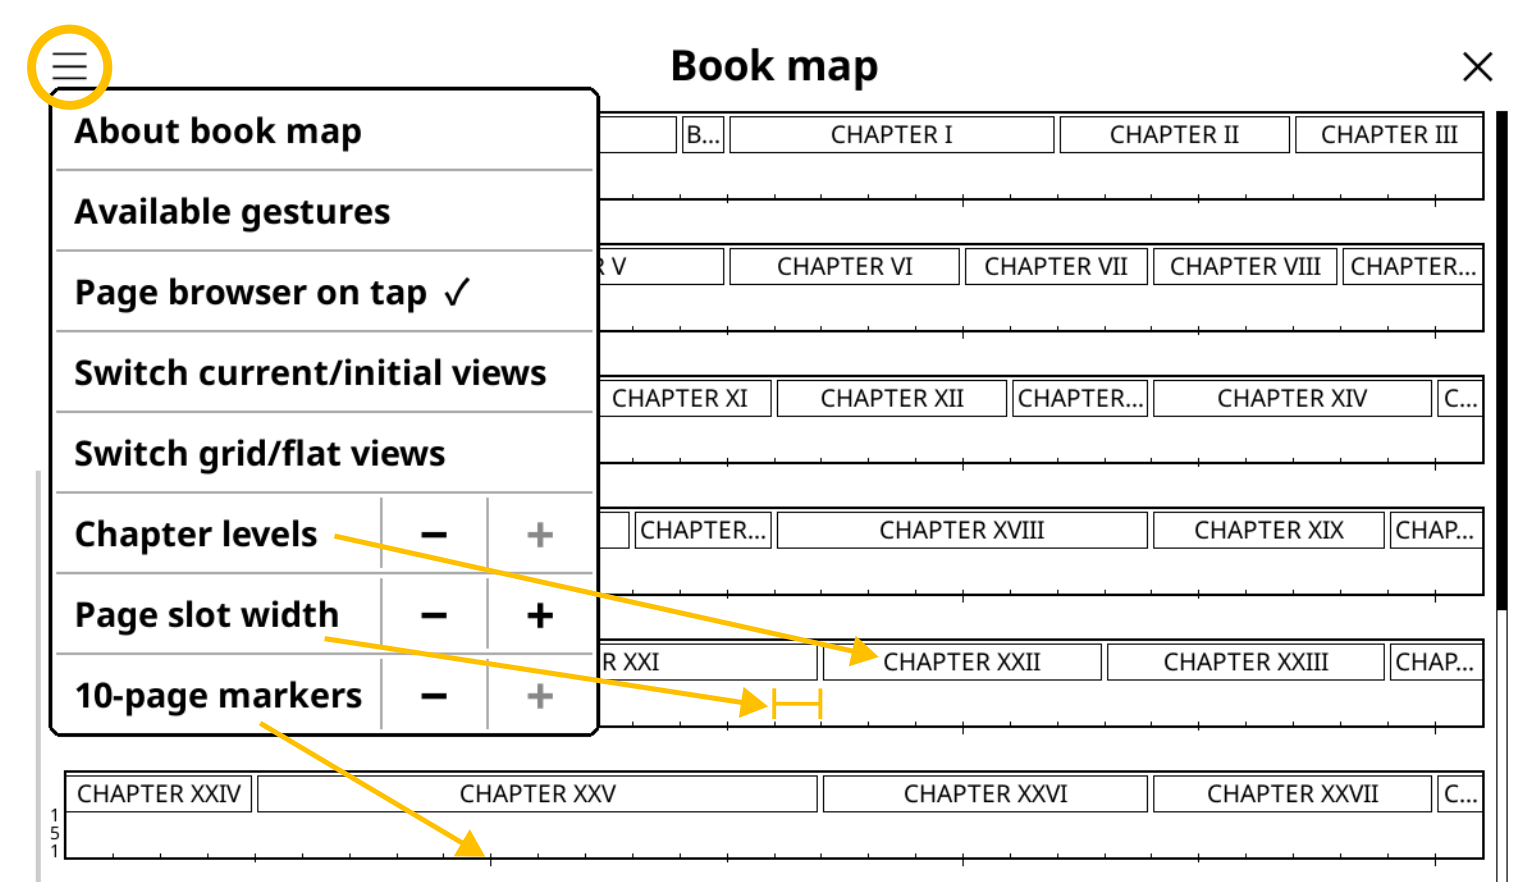 Book map
About book map
Available gestures
Page browser on tap ✓
Switch current/initial views
Switch grid/flat views
Chapter levels − +
Page slot width − +
10-page markers − +
B... CHAPTER I CHAPTER II CHAPTER III
R V CHAPTER VI CHAPTER VII CHAPTER VIII CHAPTER...
CHAPTER XI CHAPTER XII CHAPTER... CHAPTER XIV C...
CHAPTER... CHAPTER XVIII CHAPTER XIX CHAP...
R XXI CHAPTER XXII CHAPTER XXIII CHAP...
CHAPTER XXIV CHAPTER XXV CHAPTER XXVI CHAPTER XXVII C...
1
5
1